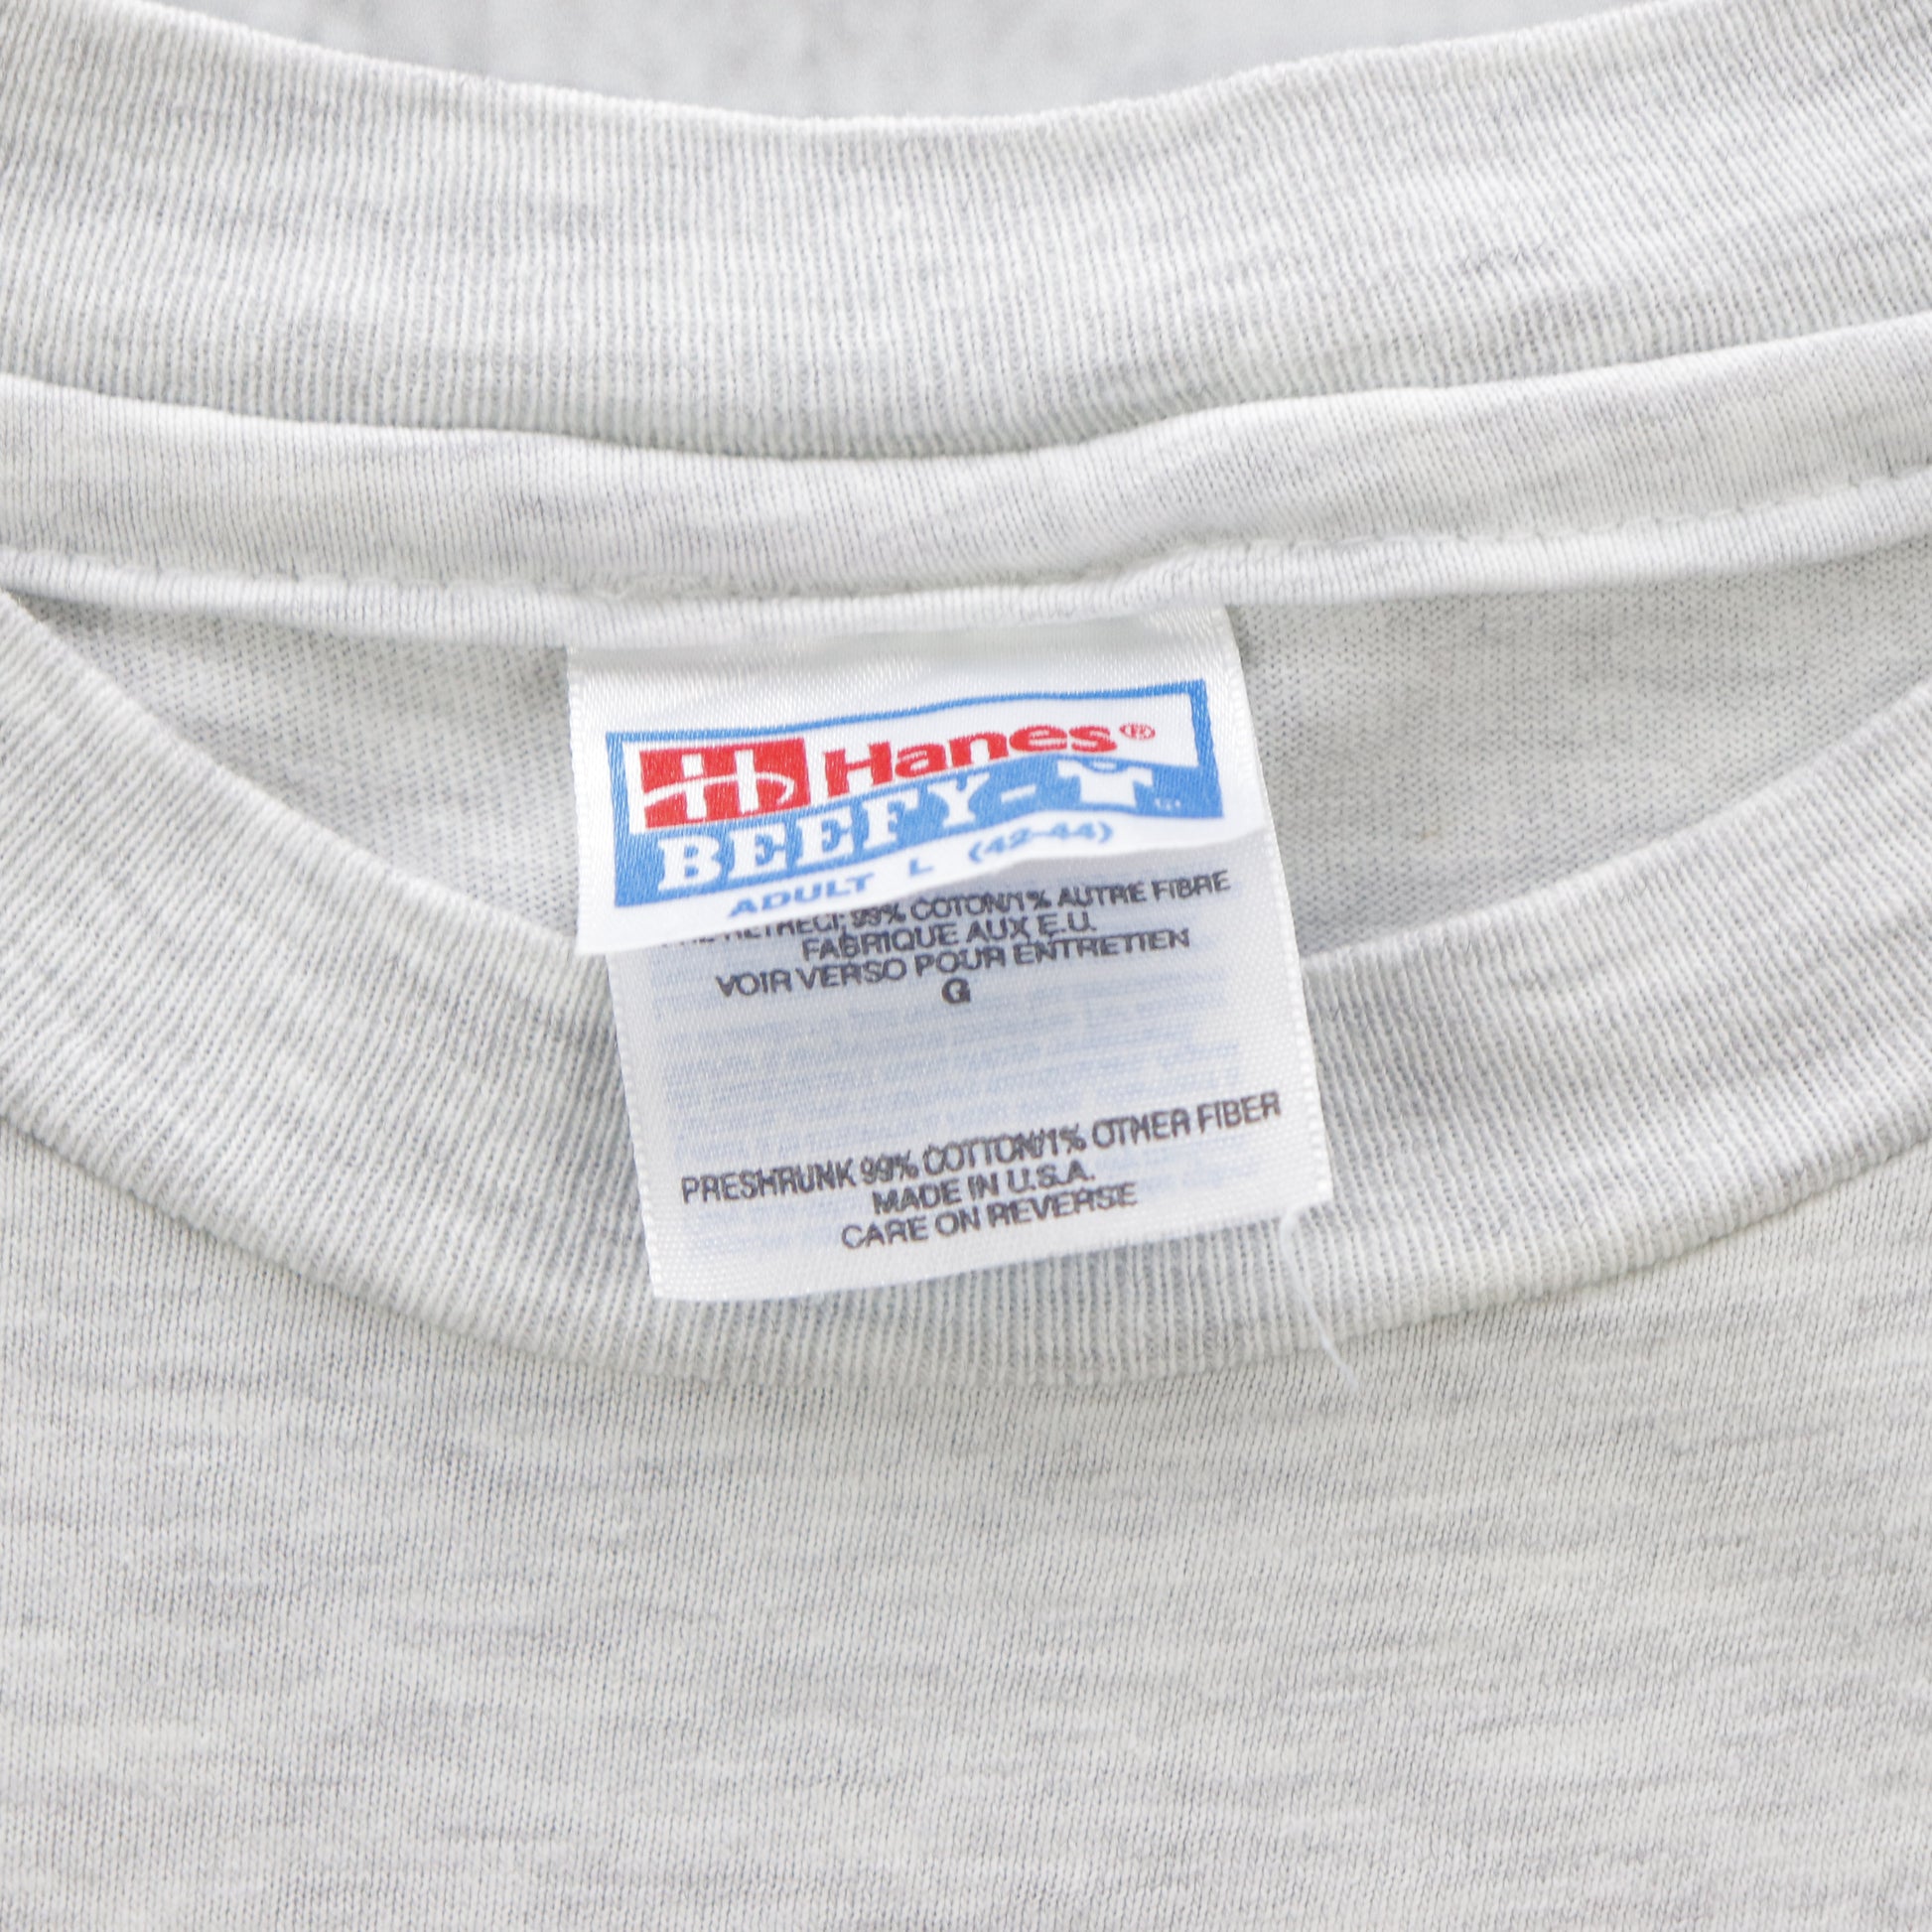 Hanes®
BEEFY-T
ADULT L (42-44)
99% COTON/1% AUTRE FIBRE
FABRIQUE AUX E.U.
VOIR VERSO POUR ENTRETIEN
G
PRESHRUNK 99% COTTON/1% OTHER FIBER
MADE IN U.S.A.
CARE ON REVERSE